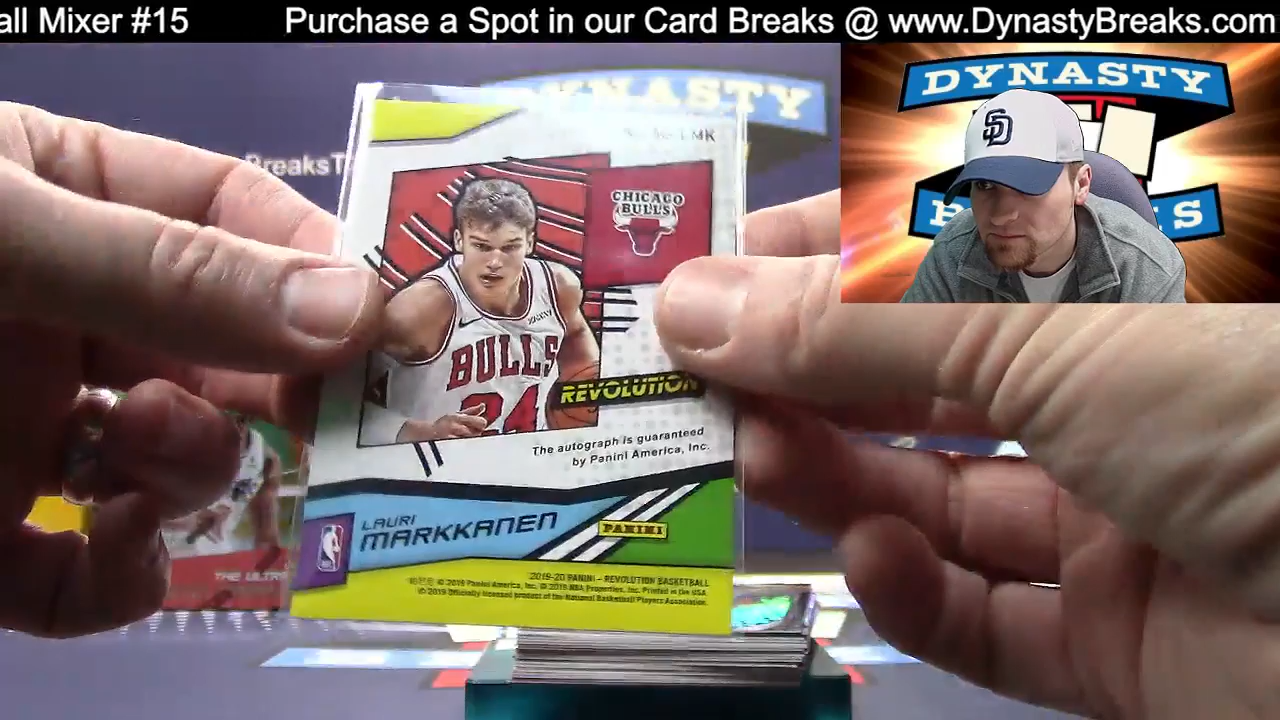 all Mixer #15 Purchase a Spot in our Card Breaks @ www.DynastyBreaks.com
DYNASTY
SD
BreaksT
MK
CHICAGO
BULLS
BULLS
24
REVOLUTION
The autograph is guaranteed
by Panini America, Inc.
LAURI
MARKKANEN
PANINI
2019-20 PANINI - REVOLUTION BASKETBALL
© 2019 Panini America, Inc. © 2019 NBA Properties, Inc. Printed in the USA
© 2019 Officially licensed product of the National Basketball Players Association.
THE ULTR